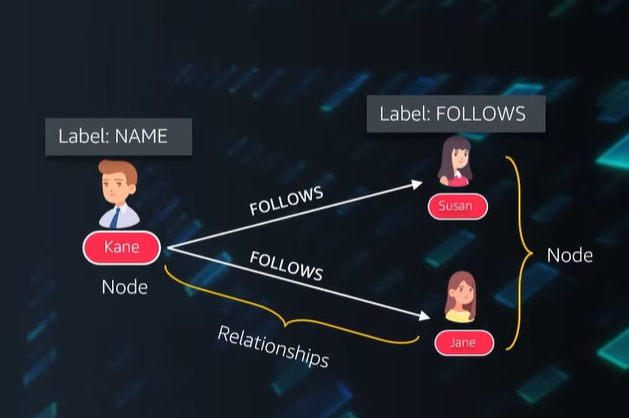 Label: NAME
Label: FOLLOWS
Kane
Node
FOLLOWS
FOLLOWS
Relationships
Susan
Jane
Node